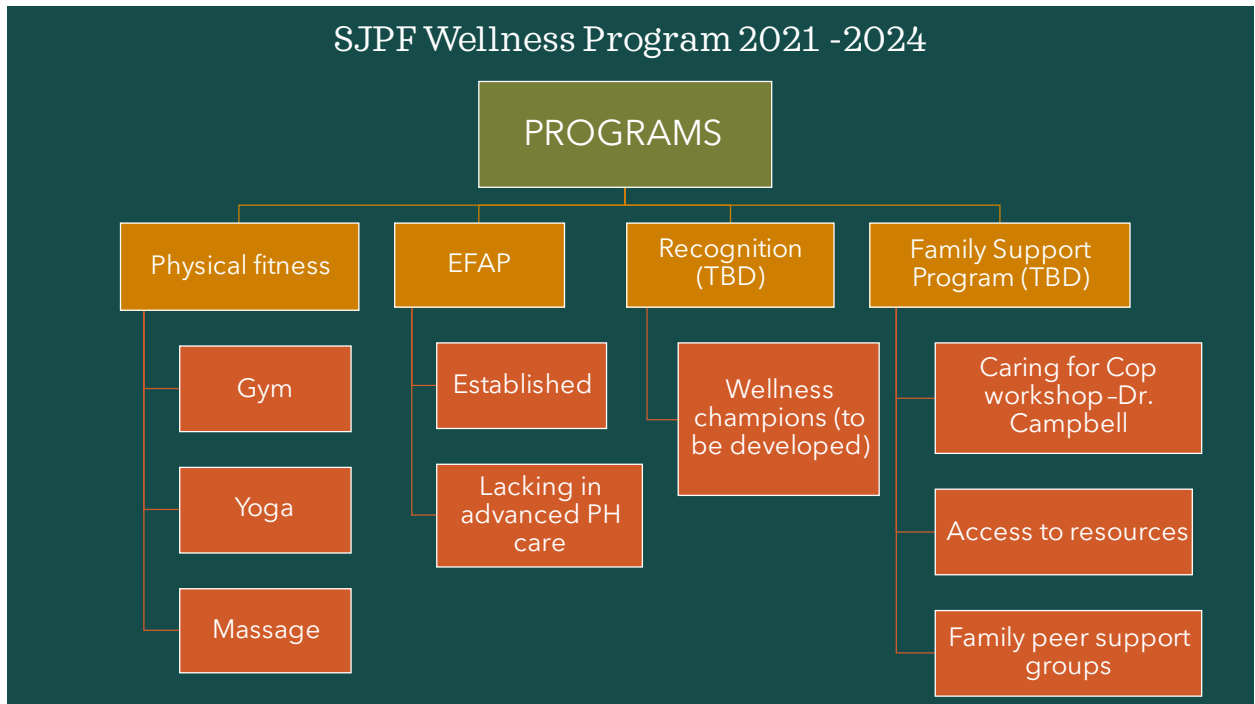 SJPF Wellness Program 2021 -2024
PROGRAMS
Physical fitness
Gym
Yoga
Massage
EFAP
Established
Lacking in
advanced PH
care
Recognition
(TBD)
Wellness
champions (to
be developed)
Family Support
Program (TBD)
Caring for Cop
workshop –Dr.
Campbell
Access to resources
Family peer support
groups